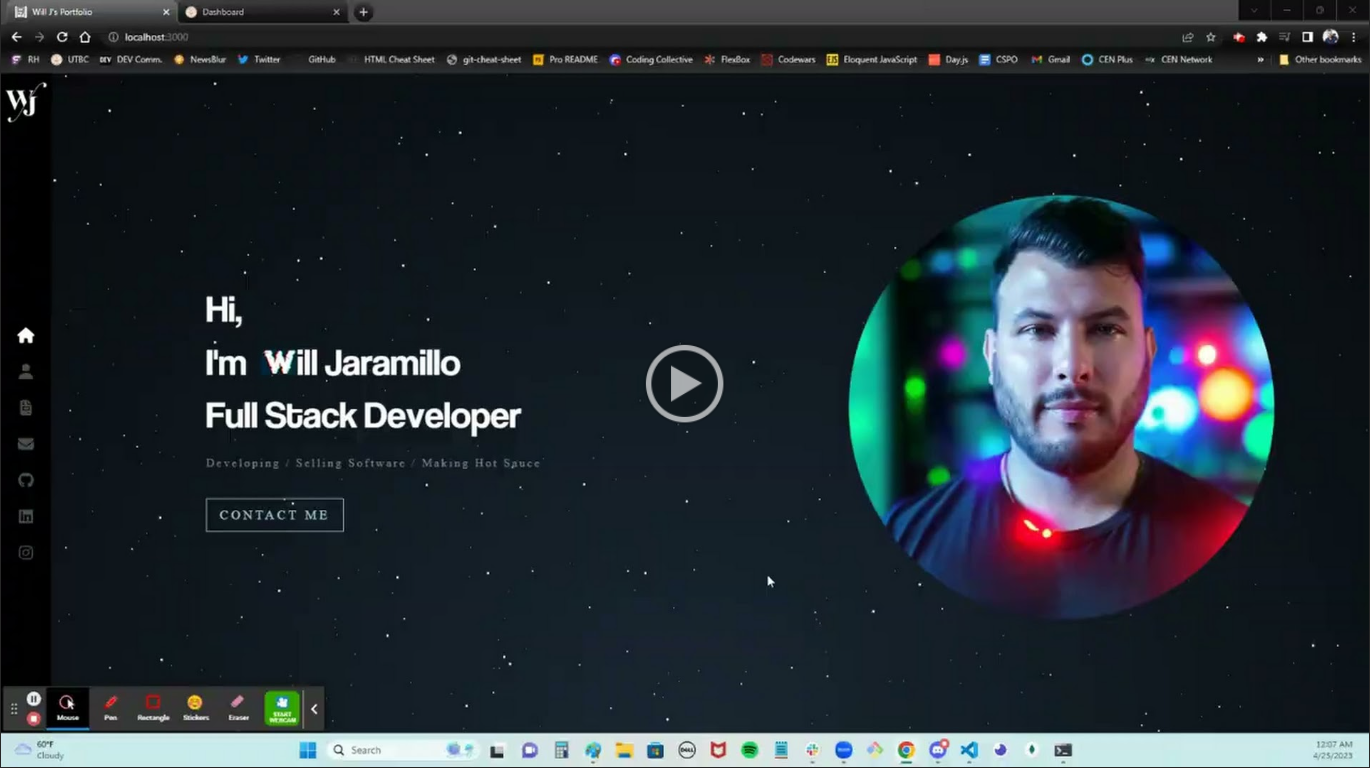 Will J's Portfolio
Dashboard
localhost:3000
RH UTBC DEV DEV Comm. NewsBlur Twitter GitHub HTML Cheat Sheet git-cheat-sheet Pro README Coding Collective FlexBox Codewars EJS Eloquent JavaScript Day.js CSPO Gmail CEN Plus CEN Network » Other bookmarks
WJ
Hi,
I'm Will Jaramillo
Full Stack Developer
Developing / Selling Software / Making Hot Sauce
CONTACT ME
Mouse Pen Rectangle Stickers Eraser START WEBCAM
60°F
Cloudy
Search
DELL
12:07 AM
4/25/2023